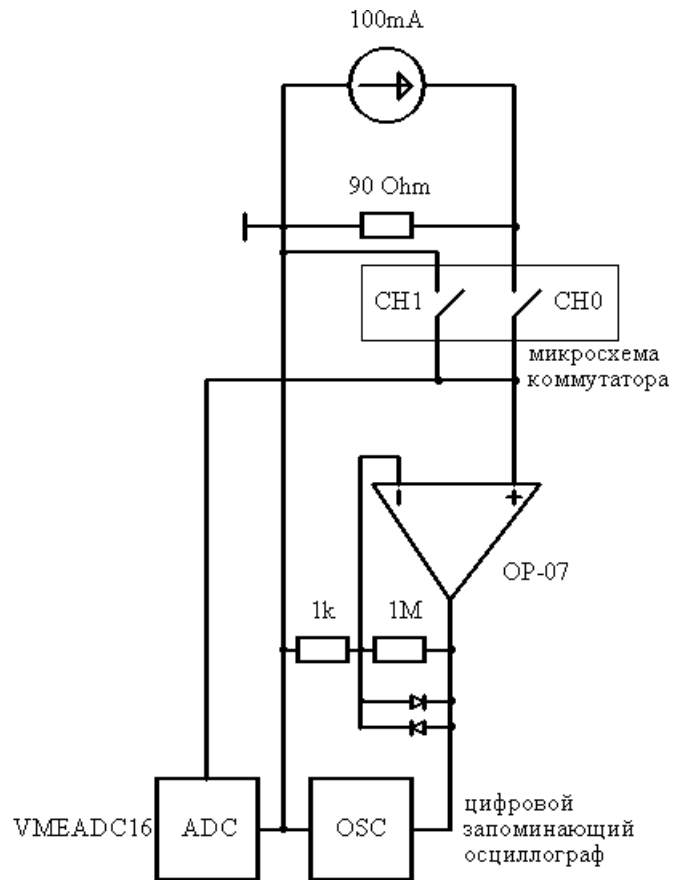 100mA
90 Ohm
CH1
CH0
микросхема
коммутатора
OP-07
1k
1M
VMEADC16
ADC
OSC
цифровой
запоминающий
осциллограф